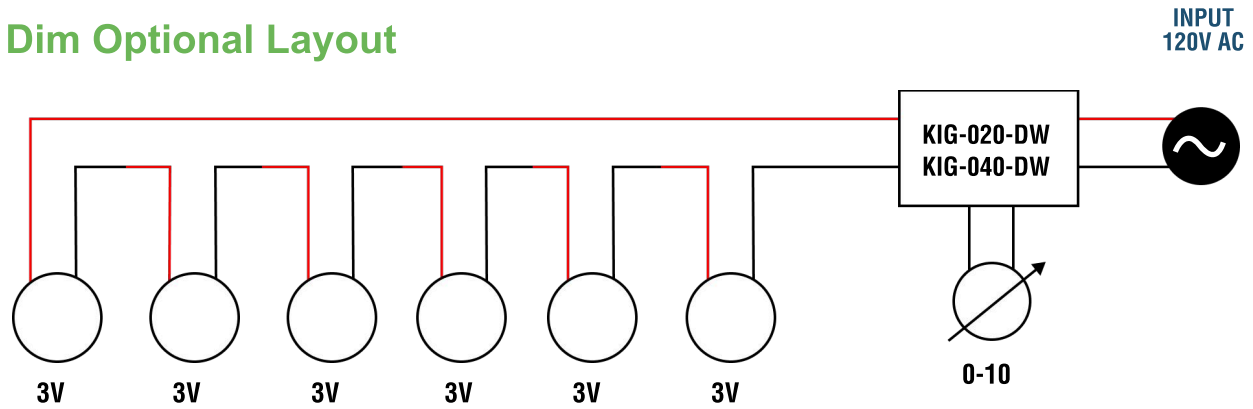 Dim Optional Layout
INPUT
120V AC
KIG-020-DW
KIG-040-DW
3V
3V
3V
3V
3V
3V
0-10